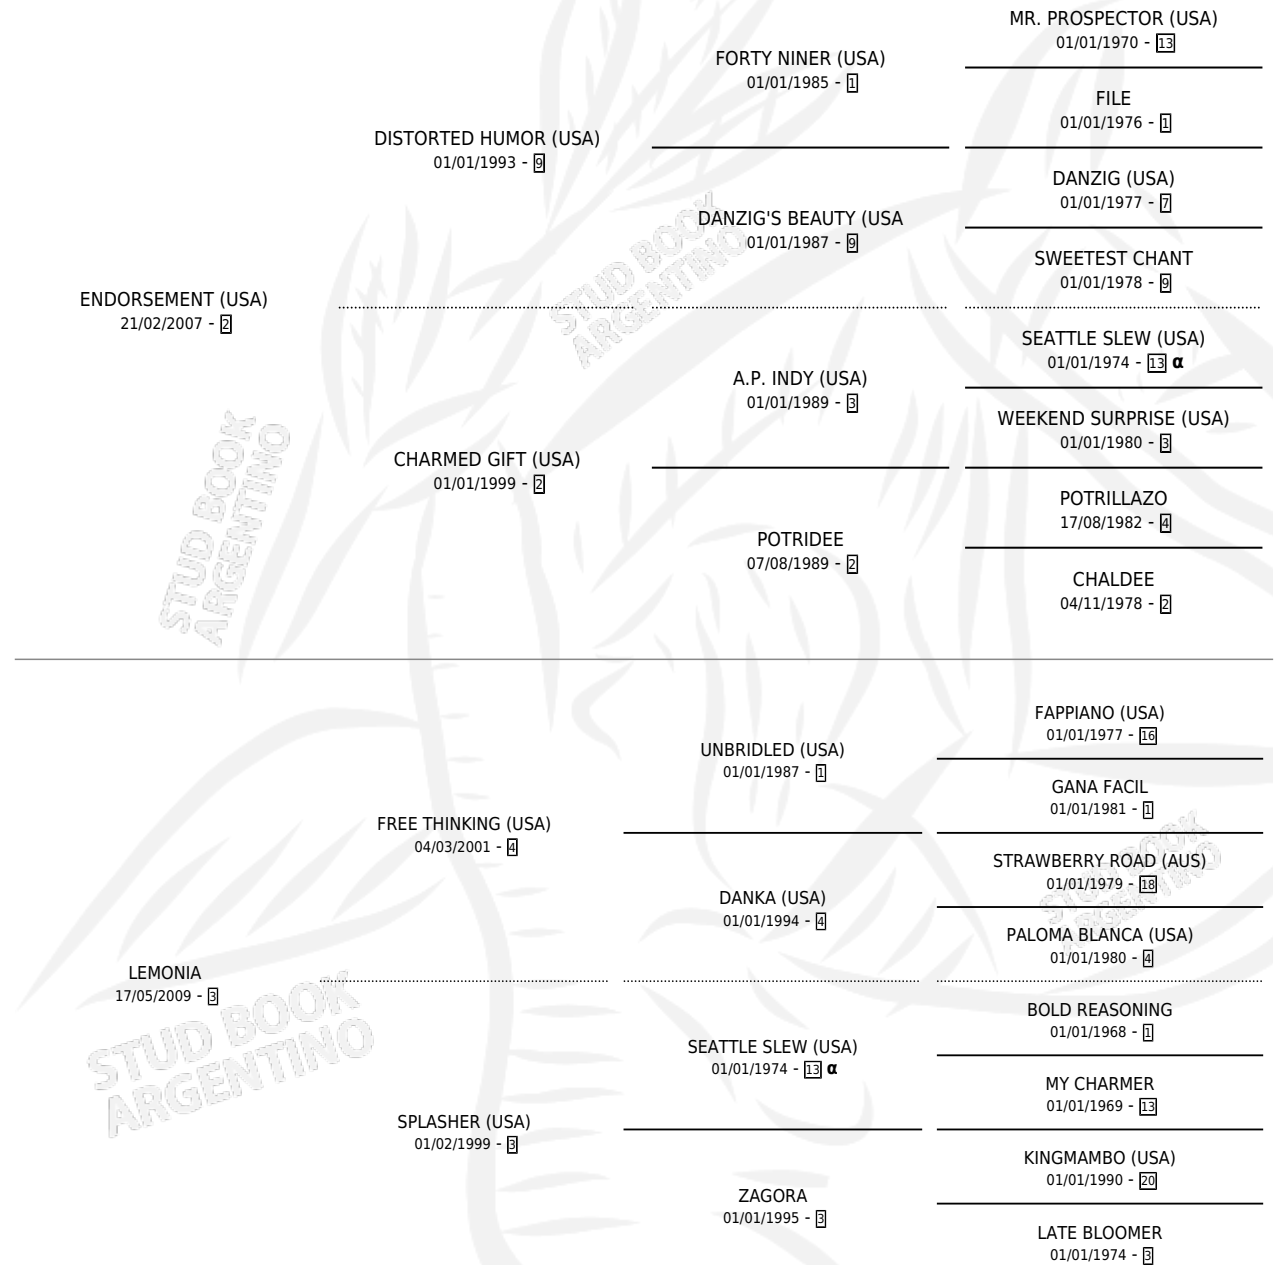 MR. PROSPECTOR (USA)
01/01/1970 - 13
FORTY NINER (USA)
01/01/1985 - 1
FILE
01/01/1976 - 1
DISTORTED HUMOR (USA)
01/01/1993 - 9
DANZIG (USA)
01/01/1977 - 7
DANZIG'S BEAUTY (USA
01/01/1987 - 9
SWEETEST CHANT
01/01/1978 - 9
ENDORSEMENT (USA)
21/02/2007 - 2
SEATTLE SLEW (USA)
01/01/1974 - 13 α
A.P. INDY (USA)
01/01/1989 - 3
WEEKEND SURPRISE (USA)
01/01/1980 - 3
CHARMED GIFT (USA)
01/01/1999 - 2
POTRILLAZO
17/08/1982 - 4
POTRIDEE
07/08/1989 - 2
CHALDEE
04/11/1978 - 2
FAPPIANO (USA)
01/01/1977 - 16
UNBRIDLED (USA)
01/01/1987 - 1
GANA FACIL
01/01/1981 - 1
FREE THINKING (USA)
04/03/2001 - 4
STRAWBERRY ROAD (AUS)
01/01/1979 - 18
DANKA (USA)
01/01/1994 - 4
PALOMA BLANCA (USA)
01/01/1980 - 4
LEMONIA
17/05/2009 - 3
BOLD REASONING
01/01/1968 - 1
SEATTLE SLEW (USA)
01/01/1974 - 13 α
MY CHARMER
01/01/1969 - 13
SPLASHER (USA)
01/02/1999 - 3
KINGMAMBO (USA)
01/01/1990 - 20
ZAGORA
01/01/1995 - 3
LATE BLOOMER
01/01/1974 - 3
STUD BOOK
ARGENTINO
STUD BOOK
ARGENTINO
STUD BOOK
ARGENTINO
STUD BOOK
ARGENTINO